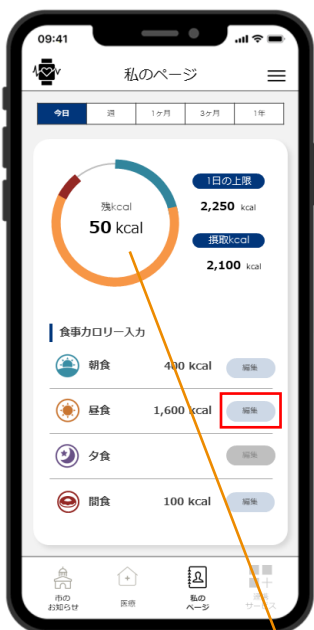 09:41
私のページ
今日 週 1ヶ月 3ヶ月 1年
1日の上限
残kcal
2,250 kcal
50 kcal
摂取kcal
2,100 kcal
食事カロリー入力
朝食 400 kcal 編集
昼食 1,600 kcal 編集
夕食 編集
間食 100 kcal 編集
市の
お知らせ
医療
私の
ページ
サービス